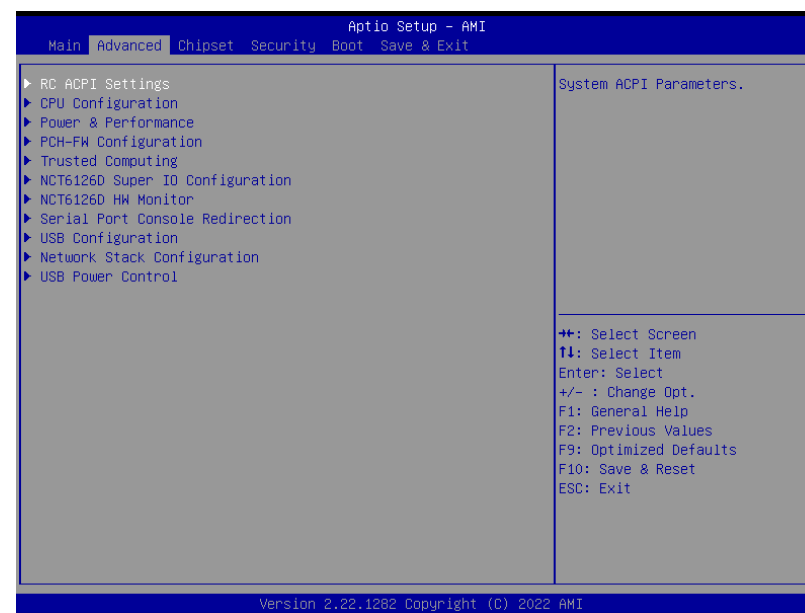 Aptio Setup – AMI
Main Advanced Chipset Security Boot Save & Exit
RC ACPI Settings
CPU Configuration
Power & Performance
PCH-FW Configuration
Trusted Computing
NCT6126D Super IO Configuration
NCT6126D HW Monitor
Serial Port Console Redirection
USB Configuration
Network Stack Configuration
USB Power Control
System ACPI Parameters.
→←: Select Screen
↑↓: Select Item
Enter: Select
+/- : Change Opt.
F1: General Help
F2: Previous Values
F9: Optimized Defaults
F10: Save & Reset
ESC: Exit
Version 2.22.1282 Copyright (C) 2022 AMI